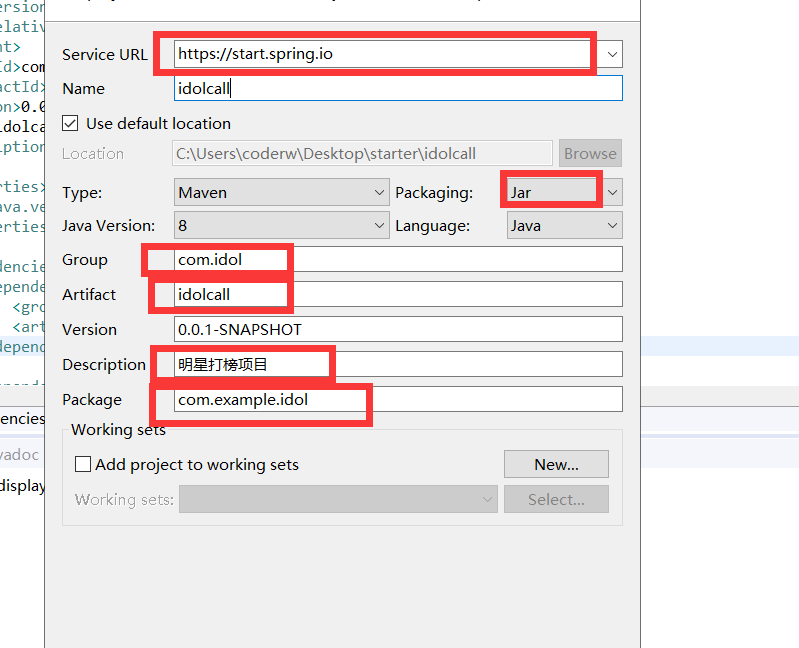 ersion
elativ
nt>
Id>com
actId>
on>0.0
idolca
iption
rties>
ava.ve
erties
dencie
epende
<gro
<art
depend
encies
vadoc
display
Service URL https://start.spring.io
Name idolcall
Use default location
Location C:\Users\coderw\Desktop\starter\idolcall Browse
Type: Maven Packaging: Jar
Java Version: 8 Language: Java
Group com.idol
Artifact idolcall
Version 0.0.1-SNAPSHOT
Description 明星打榜项目
Package com.example.idol
Working sets
Add project to working sets New...
Working sets: Select...